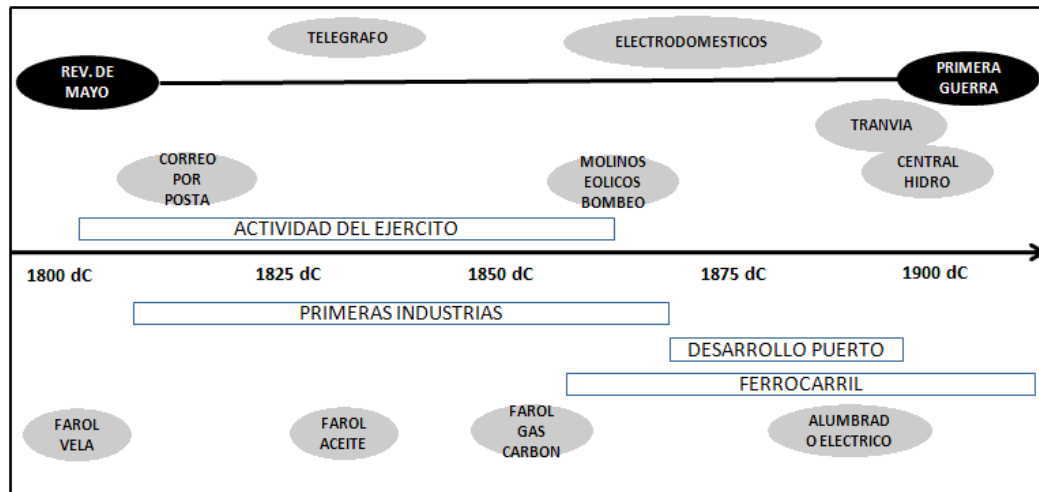 TELEGRAFO
ELECTRODOMESTICOS
REV. DE
MAYO
PRIMERA
GUERRA
TRANVIA
CORREO
POR
POSTA
MOLINOS
EOLICOS
BOMBEO
CENTRAL
HIDRO
ACTIVIDAD DEL EJERCITO
1800 dC
1825 dC
1850 dC
1875 dC
1900 dC
PRIMERAS INDUSTRIAS
DESARROLLO PUERTO
FERROCARRIL
FAROL
VELA
FAROL
ACEITE
FAROL
GAS
CARBON
ALUMBRAD
O ELECTRICO